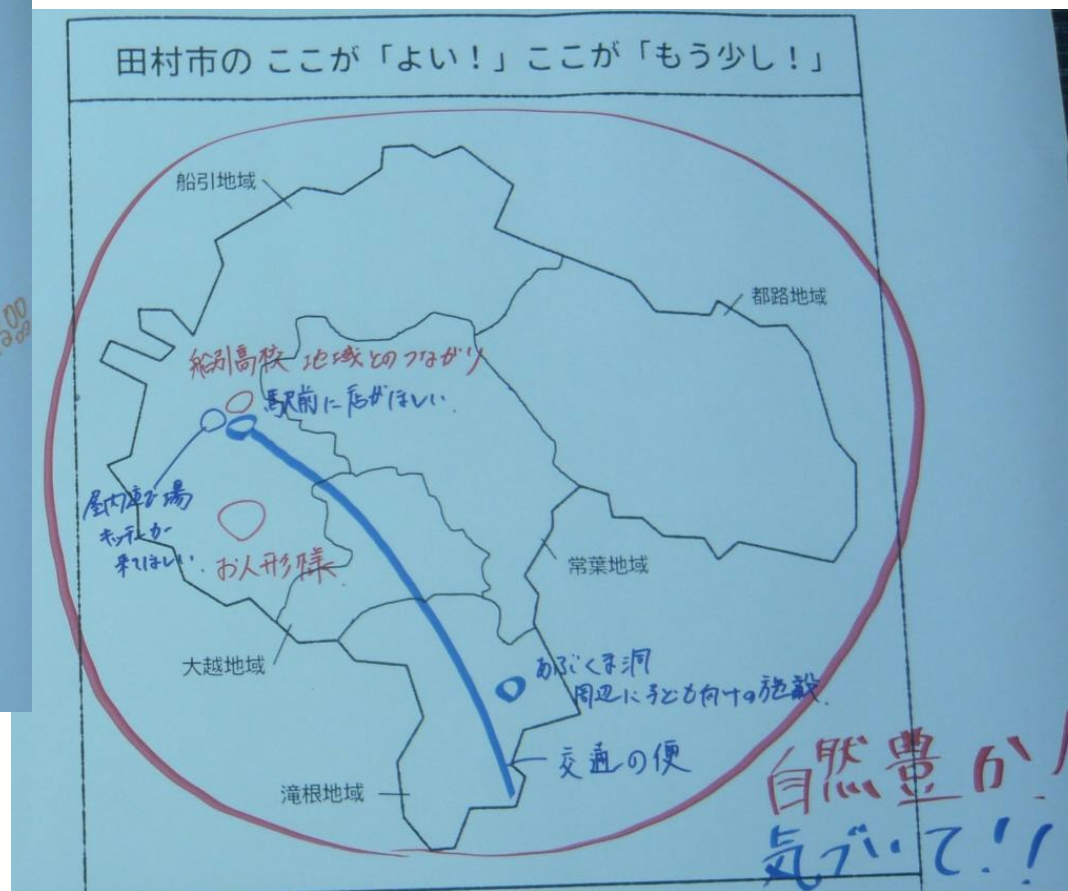 田村市の ここが「よい！」ここが「もう少し！」
船引地域
都路地域
船引高校 地域とのつながり
駅前に店がほしい.
屋内
場
キッチンカー
来てほしい.
お人形様
常葉地域
大越地域
あぶくま洞
周辺に子ども向けの施設.
交通の便
滝根地域
自然豊か!
気づいて!!